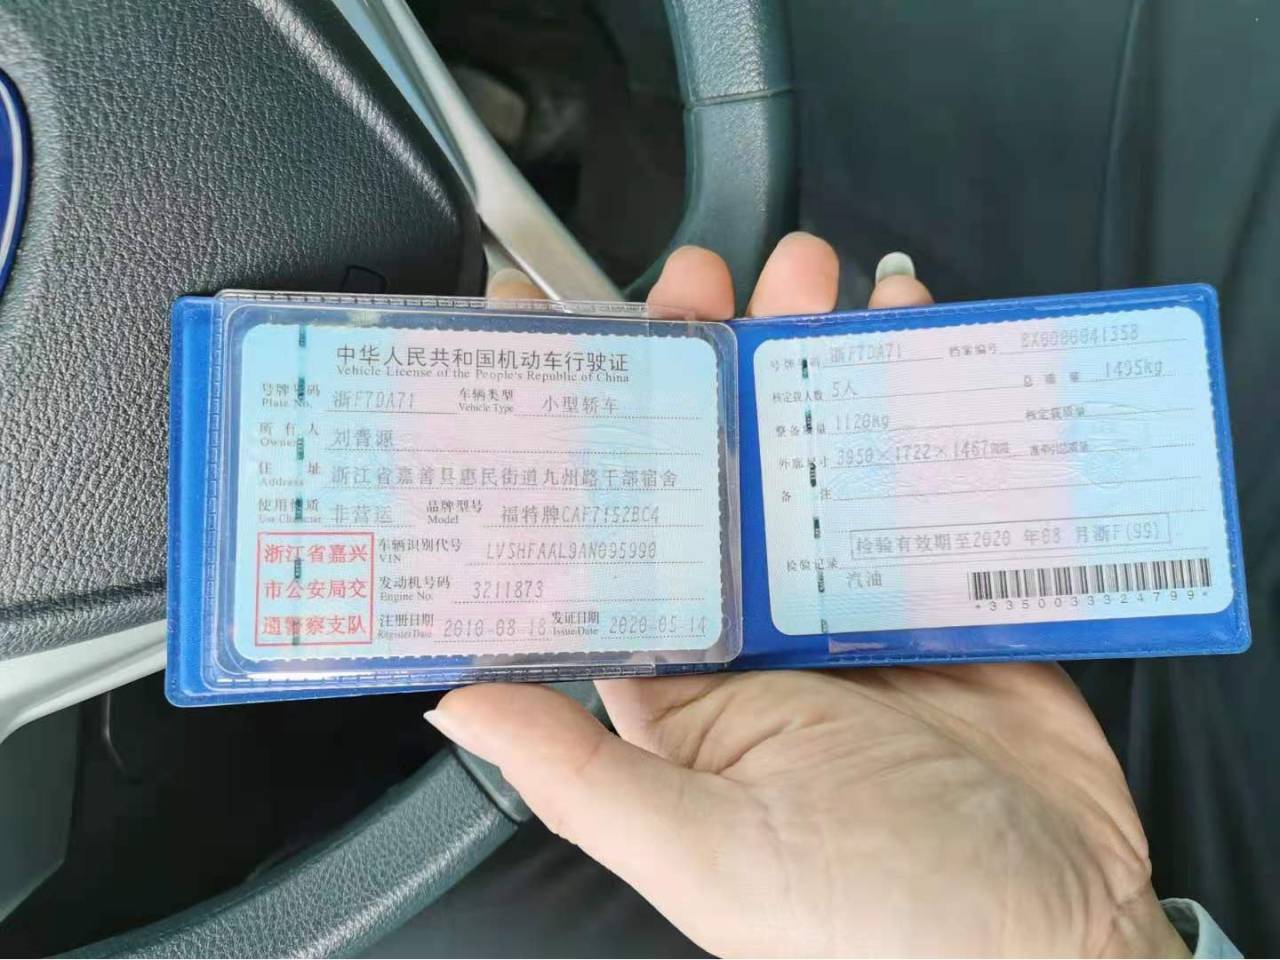 中华人民共和国机动车行驶证
Vehicle License of the People's Republic of China
号牌号码 浙F7DA71 车辆类型 小型轿车
Plate No. Vehicle Type
所有人 刘晋源
Owner
住址 浙江省嘉善县惠民街道九州路干部宿舍
Address
使用性质 非营运 品牌型号 福特牌CAF7152BC4
Use Character Model
浙江省嘉兴
市公安局交
通警察支队
车辆识别代号 LVSHFAAL9AN095990
VIN
发动机号码 3211873
Engine No.
注册日期 2010-08-18 发证日期 2020-05-14
Register Date Issue Date
号牌号码 浙F7DA71 档案编号
核定载人数 5人 总质量 1495kg
整备质量 1120kg 核定载质量
外廓尺寸 3950×1722×1467mm 准牵引总质量
备注
检验有效期至2020年08月浙F(99)
检验记录
汽油
*3350033324799*